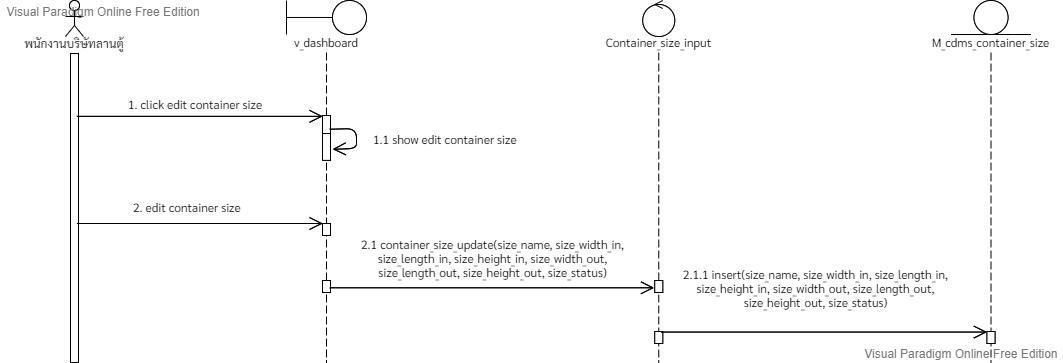 Visual Paradigm Online Free Edition
พนักงานบริษัทลานตู้
v_dashboard
Container_size_input
M_cdms_container_size
1. click edit container size
1.1 show edit container size
2. edit container size
2.1 container_size_update(size_name, size_width_in,
size_length_in, size_height_in, size_width_out,
size_length_out, size_height_out, size_status)
2.1.1 insert(size_name, size_width_in, size_length_in,
size_height_in, size_width_out, size_length_out,
size_height_out, size_status)
Visual Paradigm Online Free Edition